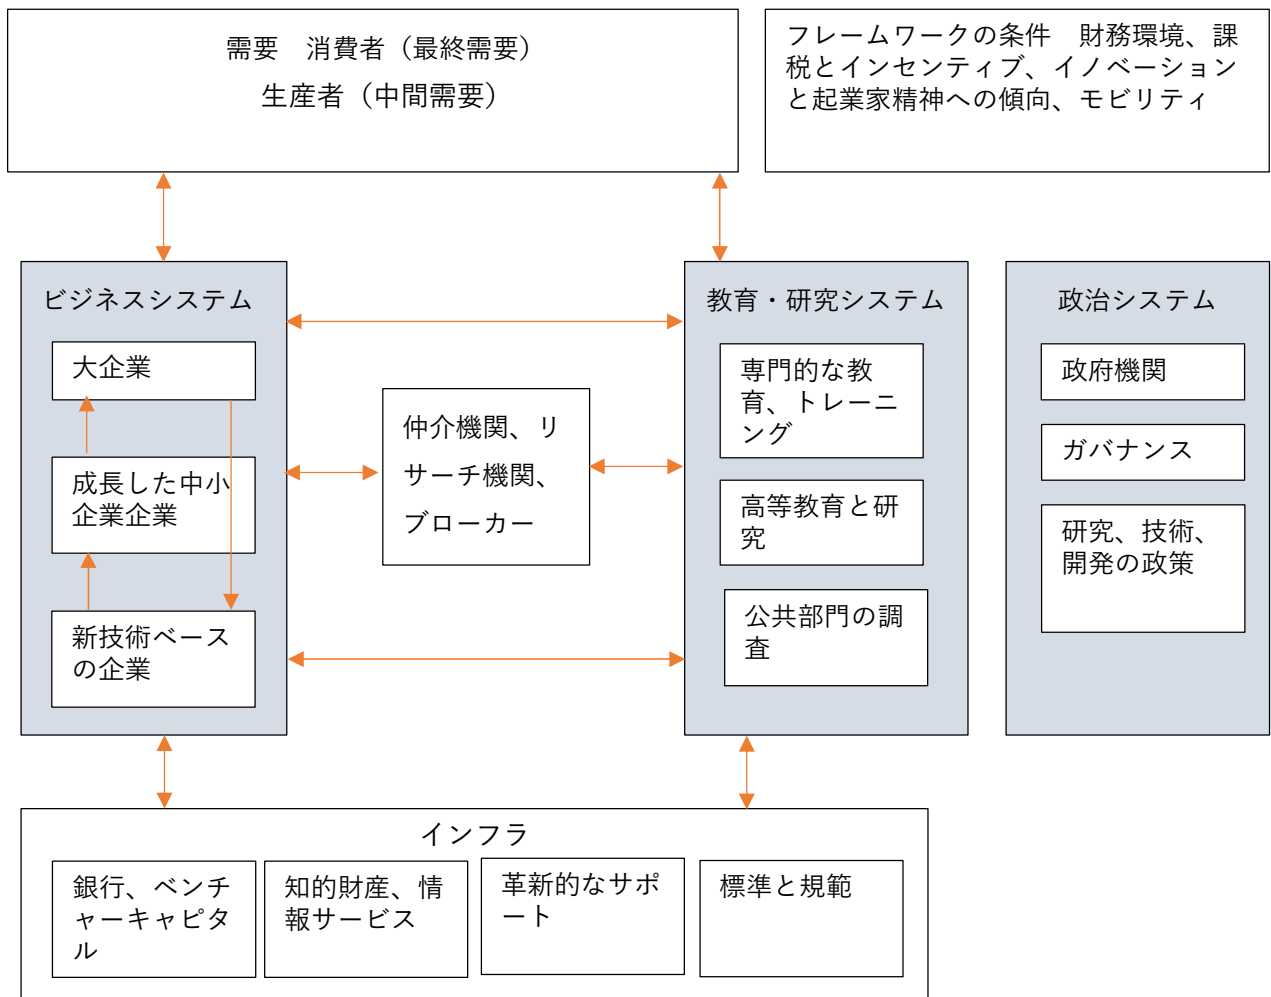 需要　消費者（最終需要）
生産者（中間需要）
フレームワークの条件　財務環境、課
税とインセンティブ、イノベーション
と起業家精神への傾向、モビリティ
ビジネスシステム
大企業
成長した中小
企業企業
新技術ベース
の企業
仲介機関、リ
サーチ機関、
ブローカー
教育・研究システム
専門的な教
育、トレーニ
ング
高等教育と研
究
公共部門の調
査
政治システム
政府機関
ガバナンス
研究、技術、
開発の政策
インフラ
銀行、ベンチ
ャーキャピタ
ル
知的財産、情
報サービス
革新的なサポ
ート
標準と規範